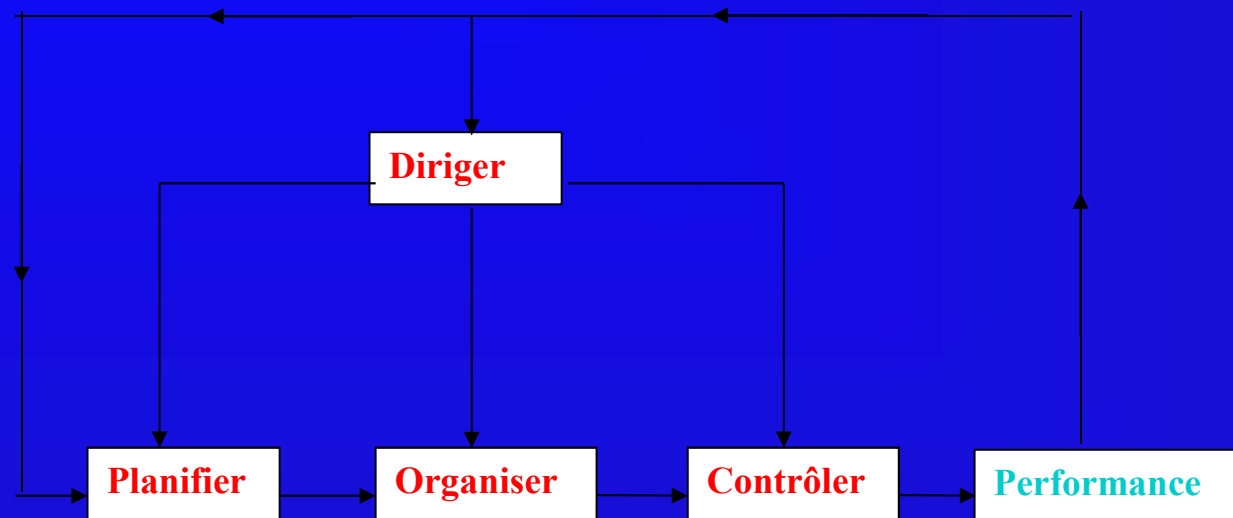 Diriger
Planifier
Organiser
Contrôler
Performance